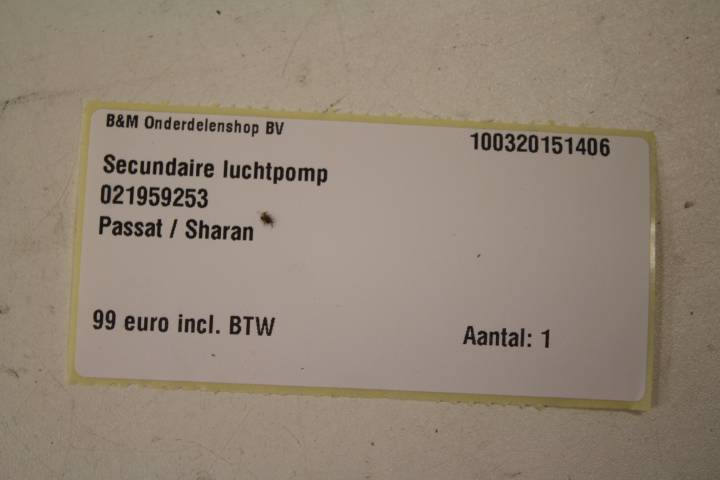 B&M Onderdelenshop BV
100320151406
Secundaire luchtpomp
021959253
Passat / Sharan
99 euro incl. BTW
Aantal: 1